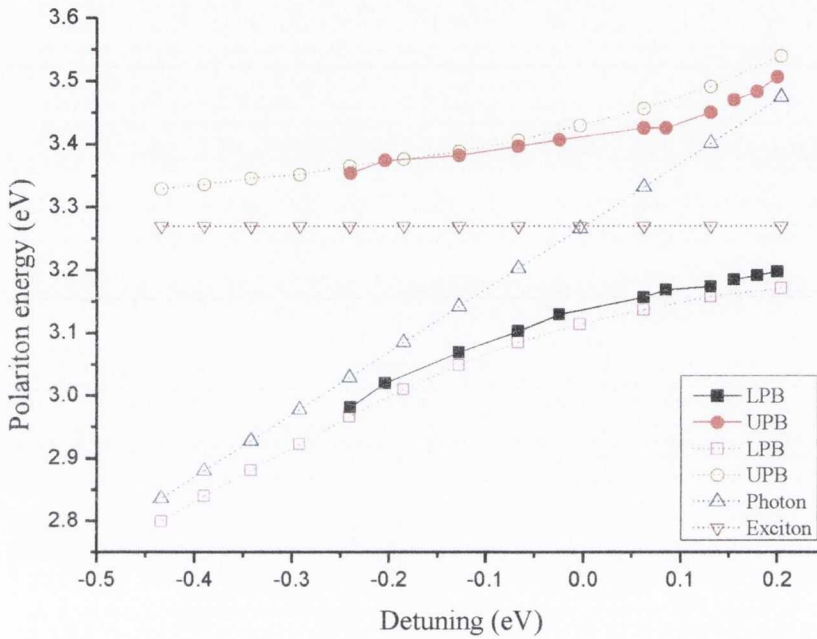 3.6
3.5
3.4
3.3
3.2
3.1
3.0
2.9
2.8
Polariton energy (eV)
-0.5 -0.4 -0.3 -0.2 -0.1 0.0 0.1 0.2
Detuning (eV)
LPB
UPB
LPB
UPB
Photon
Exciton